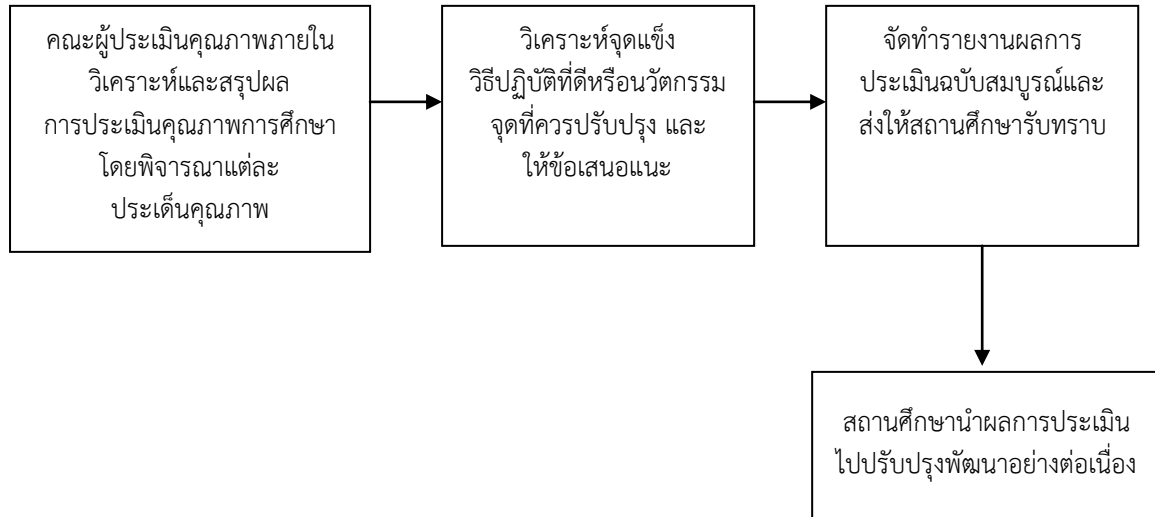 คณะผู้ประเมินคุณภาพภายใน
วิเคราะห์และสรุปผล
การประเมินคุณภาพการศึกษา
โดยพิจารณาแต่ละ
ประเด็นคุณภาพ
วิเคราะห์จุดแข็ง
วิธีปฏิบัติที่ดีหรือนวัตกรรม
จุดที่ควรปรับปรุง และ
ให้ข้อเสนอแนะ
จัดทำรายงานผลการ
ประเมินฉบับสมบูรณ์และ
ส่งให้สถานศึกษารับทราบ
สถานศึกษานำผลการประเมิน
ไปปรับปรุงพัฒนาอย่างต่อเนื่อง